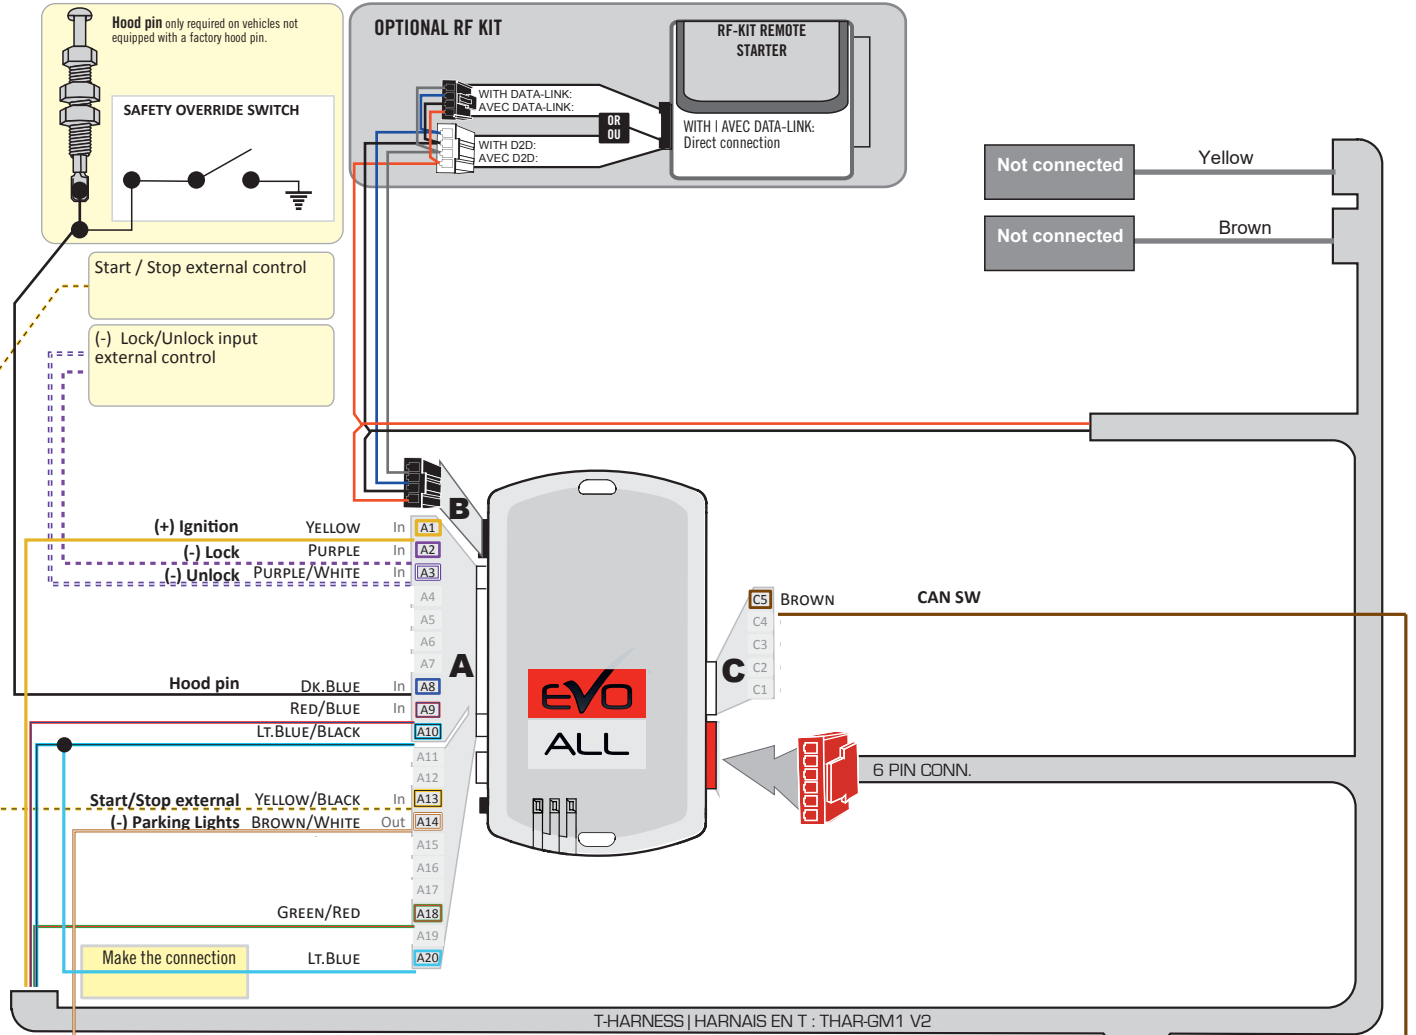 Hood pin only required on vehicles not
equipped with a factory hood pin.
SAFETY OVERRIDE SWITCH
Start / Stop external control
(-) Lock/Unlock input
external control
OPTIONAL RF KIT
WITH DATA-LINK:
AVEC DATA-LINK:
WITH D2D:
AVEC D2D:
OR
OU
RF-KIT REMOTE
STARTER
WITH | AVEC DATA-LINK:
Direct connection
Not connected
Yellow
Not connected
Brown
B
(+) Ignition YELLOW In A1
(-) Lock PURPLE In A2
(-) Unlock PURPLE/WHITE In A3
A4
A5
A6
A7
A
Hood pin DK.BLUE In A8
RED/BLUE In A9
LT.BLUE/BLACK A10
A11
A12
Start/Stop external YELLOW/BLACK In A13
(-) Parking Lights BROWN/WHITE Out A14
A15
A16
A17
GREEN/RED A18
A19
Make the connection LT.BLUE A20
EVO
ALL
C
C5 BROWN CAN SW
C4
C3
C2
C1
6 PIN CONN.
T-HARNESS | HARNAIS EN T : THAR-GM1 V2